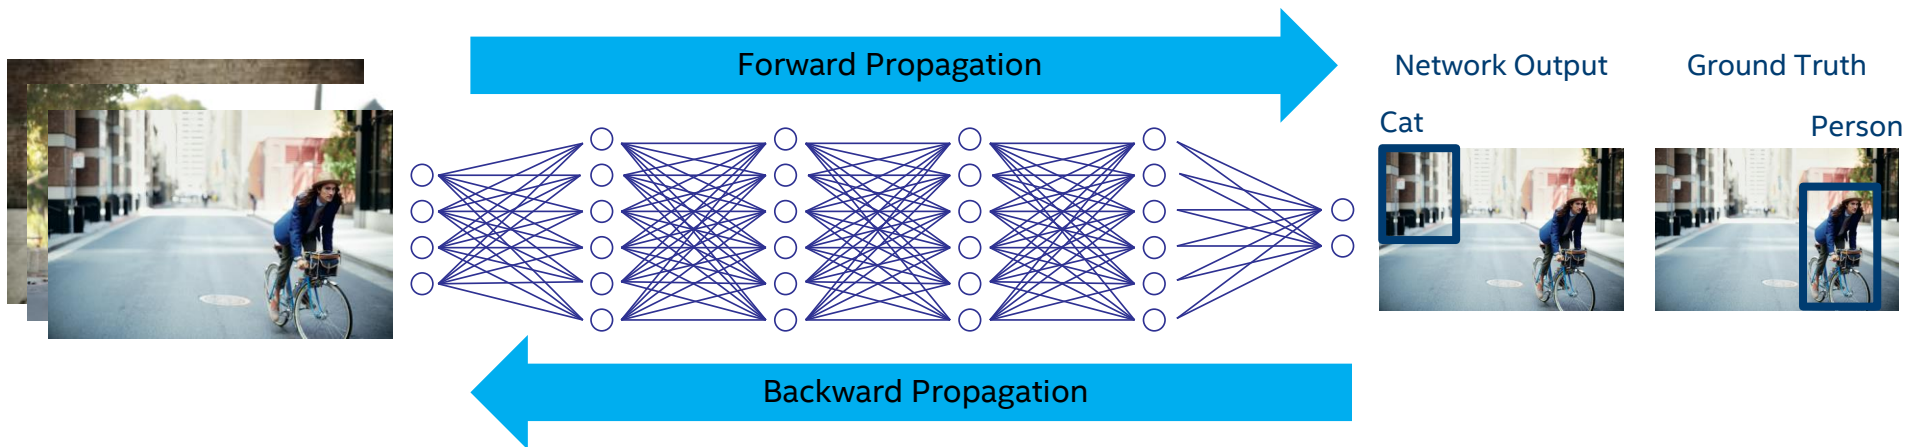 Forward Propagation
Network Output
Ground Truth
Cat
Person
Backward Propagation